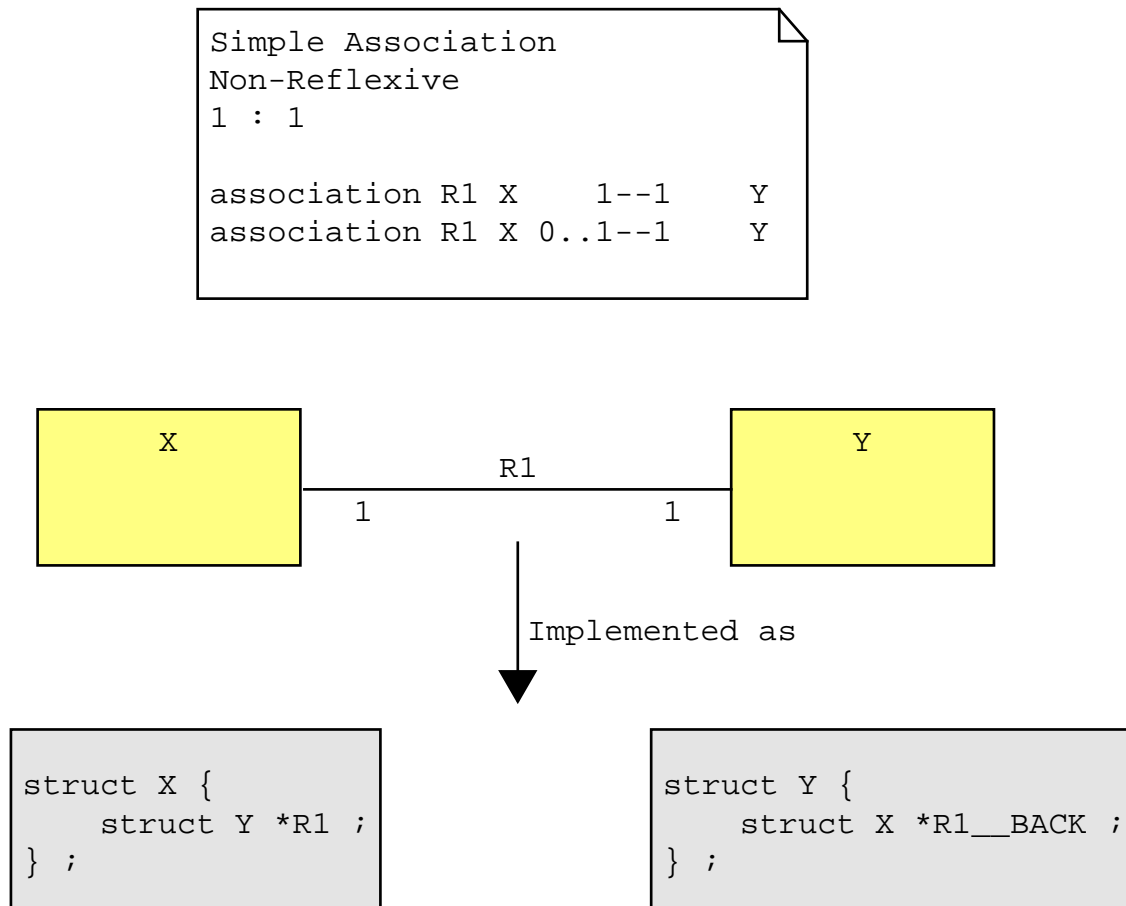 Simple Association
Non-Reflexive
1 : 1
association R1 X    1--1    Y
association R1 X 0..1--1    Y
X
Y
R1
1
1
Implemented as
struct X {
    struct Y *R1 ;
} ;
struct Y {
    struct X *R1__BACK ;
} ;